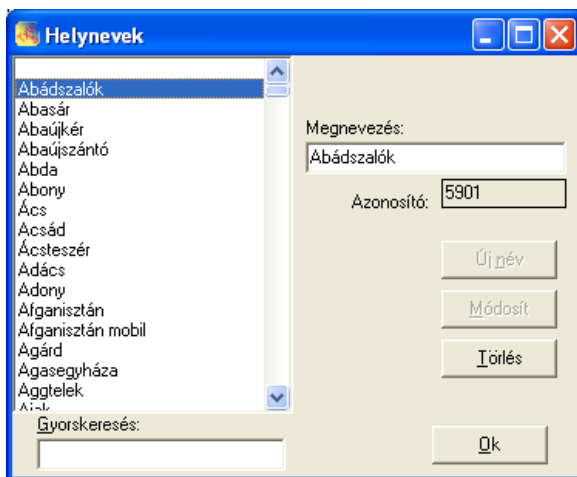 Helynevek
Abádszalók
Abasár
Abaújkér
Abaújszántó
Abda
Abony
Ács
Acsád
Ácsteszér
Adács
Adony
Afganisztán
Afganisztán mobil
Agárd
Agasegyháza
Aggtelek
Ajak
Megnevezés:
Abádszalók
Azonosító: 5901
Új név
Módosít
Törlés
Gyorskeresés:
Ok